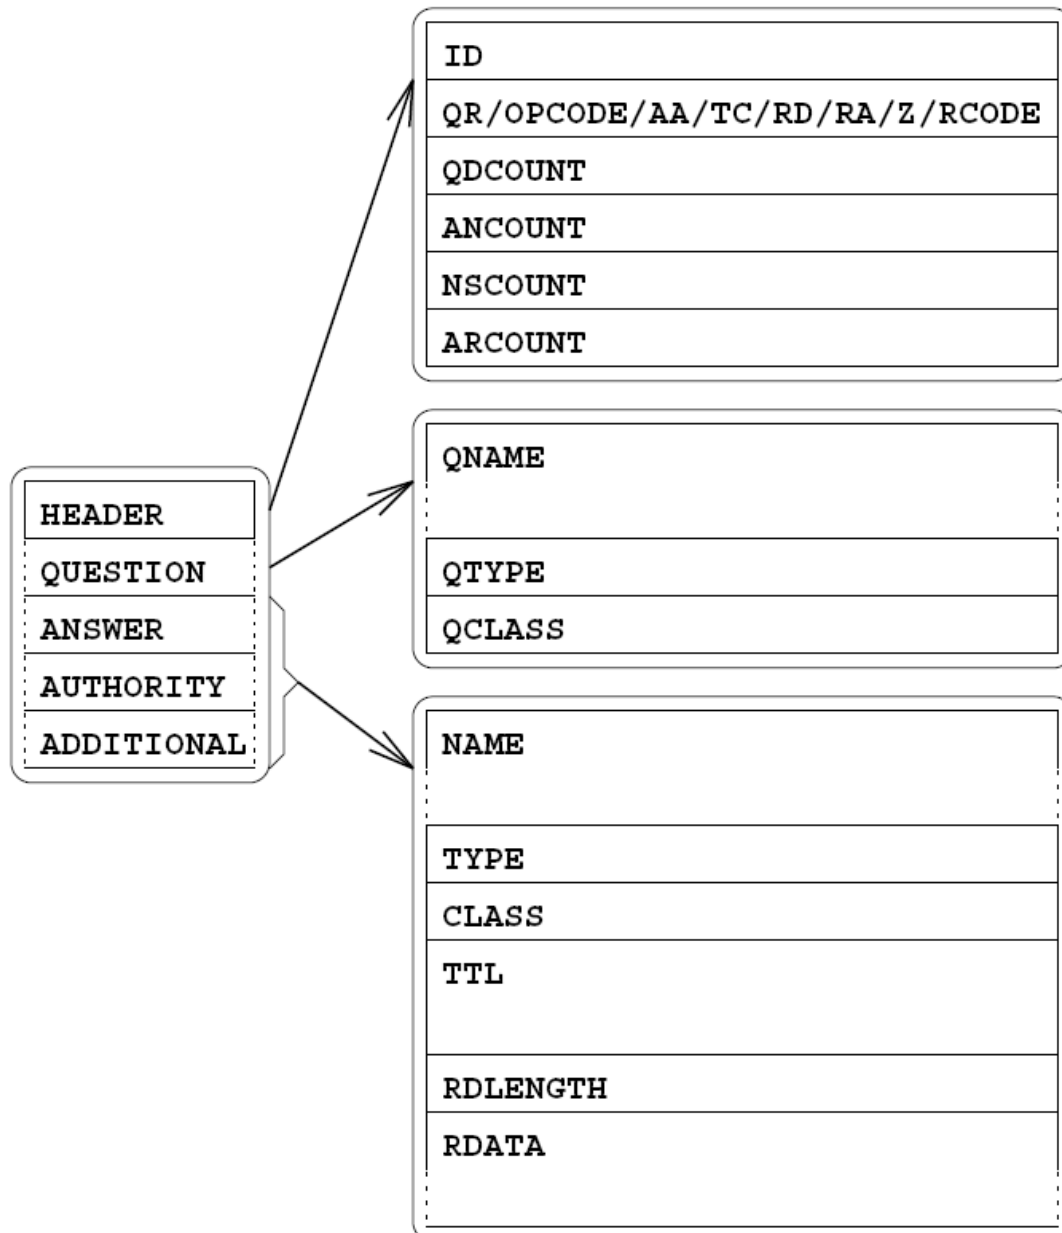 HEADER
QUESTION
ANSWER
AUTHORITY
ADDITIONAL
ID
QR/OPCODE/AA/TC/RD/RA/Z/RCODE
QDCOUNT
ANCOUNT
NSCOUNT
ARCOUNT
QNAME
QTYPE
QCLASS
NAME
TYPE
CLASS
TTL
RDLENGTH
RDATA